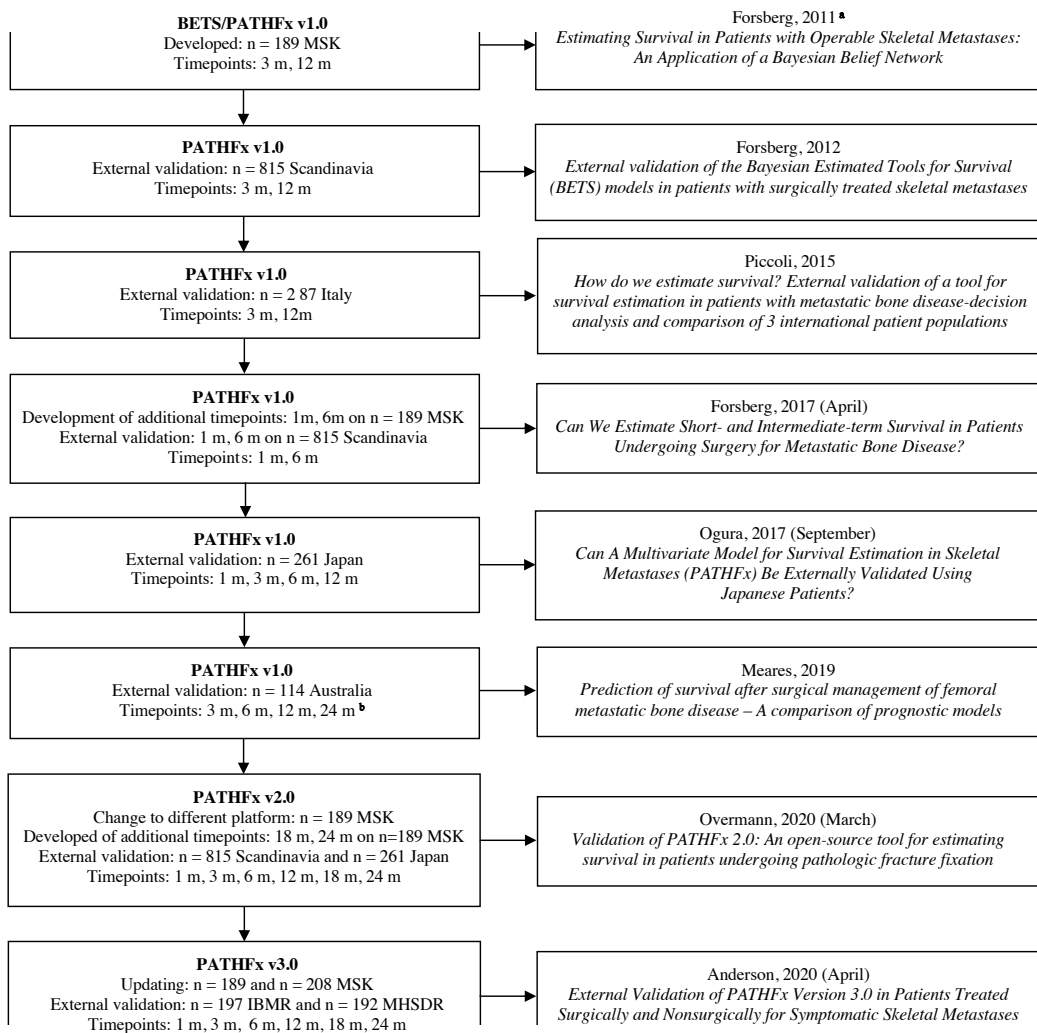 BETS/PATHFx v1.0
Developed: n = 189 MSK
Timepoints: 3 m, 12 m
Forsberg, 2011 a
Estimating Survival in Patients with Operable Skeletal Metastases:
An Application of a Bayesian Belief Network
PATHFx v1.0
External validation: n = 815 Scandinavia
Timepoints: 3 m, 12 m
Forsberg, 2012
External validation of the Bayesian Estimated Tools for Survival
(BETS) models in patients with surgically treated skeletal metastases
PATHFx v1.0
External validation: n = 2 87 Italy
Timepoints: 3 m, 12m
Piccoli, 2015
How do we estimate survival? External validation of a tool for
survival estimation in patients with metastatic bone disease-decision
analysis and comparison of 3 international patient populations
PATHFx v1.0
Development of additional timepoints: 1m, 6m on n = 189 MSK
External validation: 1 m, 6 m on n = 815 Scandinavia
Timepoints: 1 m, 6 m
Forsberg, 2017 (April)
Can We Estimate Short- and Intermediate-term Survival in Patients
Undergoing Surgery for Metastatic Bone Disease?
PATHFx v1.0
External validation: n = 261 Japan
Timepoints: 1 m, 3 m, 6 m, 12 m
Ogura, 2017 (September)
Can A Multivariate Model for Survival Estimation in Skeletal
Metastases (PATHFx) Be Externally Validated Using
Japanese Patients?
PATHFx v1.0
External validation: n = 114 Australia
Timepoints: 3 m, 6 m, 12 m, 24 m b
Meares, 2019
Prediction of survival after surgical management of femoral
metastatic bone disease – A comparison of prognostic models
PATHFx v2.0
Change to different platform: n = 189 MSK
Developed of additional timepoints: 18 m, 24 m on n=189 MSK
External validation: n = 815 Scandinavia and n = 261 Japan
Timepoints: 1 m, 3 m, 6 m, 12 m, 18 m, 24 m
Overmann, 2020 (March)
Validation of PATHFx 2.0: An open-source tool for estimating
survival in patients undergoing pathologic fracture fixation
PATHFx v3.0
Updating: n = 189 and n = 208 MSK
External validation: n = 197 IBMR and n = 192 MHSDR
Timepoints: 1 m, 3 m, 6 m, 12 m, 18 m, 24 m
Anderson, 2020 (April)
External Validation of PATHFx Version 3.0 in Patients Treated
Surgically and Nonsurgically for Symptomatic Skeletal Metastases